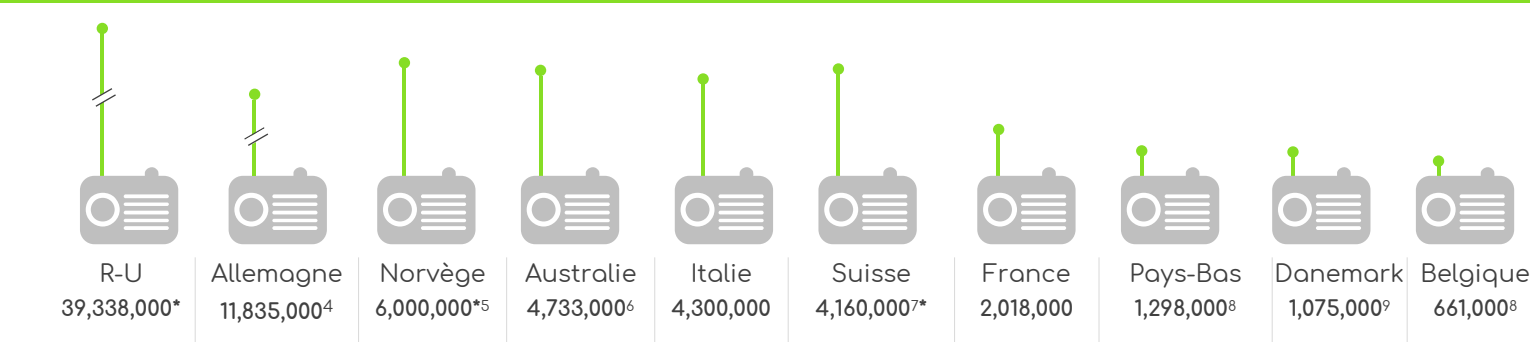 R-U Allemagne Norvège Australie Italie Suisse France Pays-Bas Danemark Belgique
39,338,000* 11,835,000⁴ 6,000,000*⁵ 4,733,000⁶ 4,300,000 4,160,000⁷* 2,018,000 1,298,000⁸ 1,075,000⁹ 661,000⁸